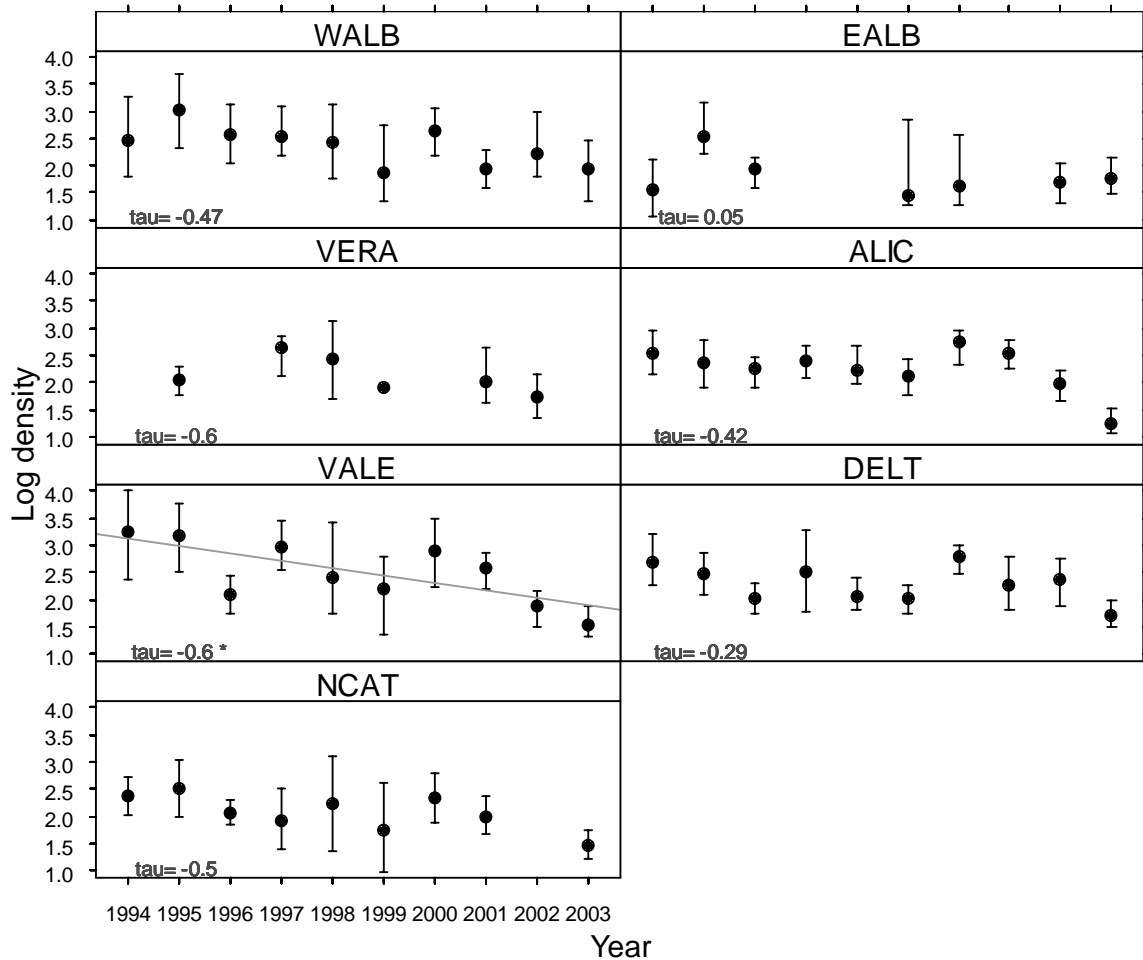 WALB
EALB
4.0
3.5
3.0
2.5
2.0
1.5
1.0
tau= -0.47
tau= 0.05
VERA
ALIC
4.0
3.5
3.0
2.5
2.0
1.5
1.0
tau= -0.6
tau= -0.42
Log density
VALE
DELT
4.0
3.5
3.0
2.5
2.0
1.5
1.0
tau= -0.6 *
tau= -0.29
NCAT
4.0
3.5
3.0
2.5
2.0
1.5
1.0
tau= -0.5
1994 1995 1996 1997 1998 1999 2000 2001 2002 2003
Year